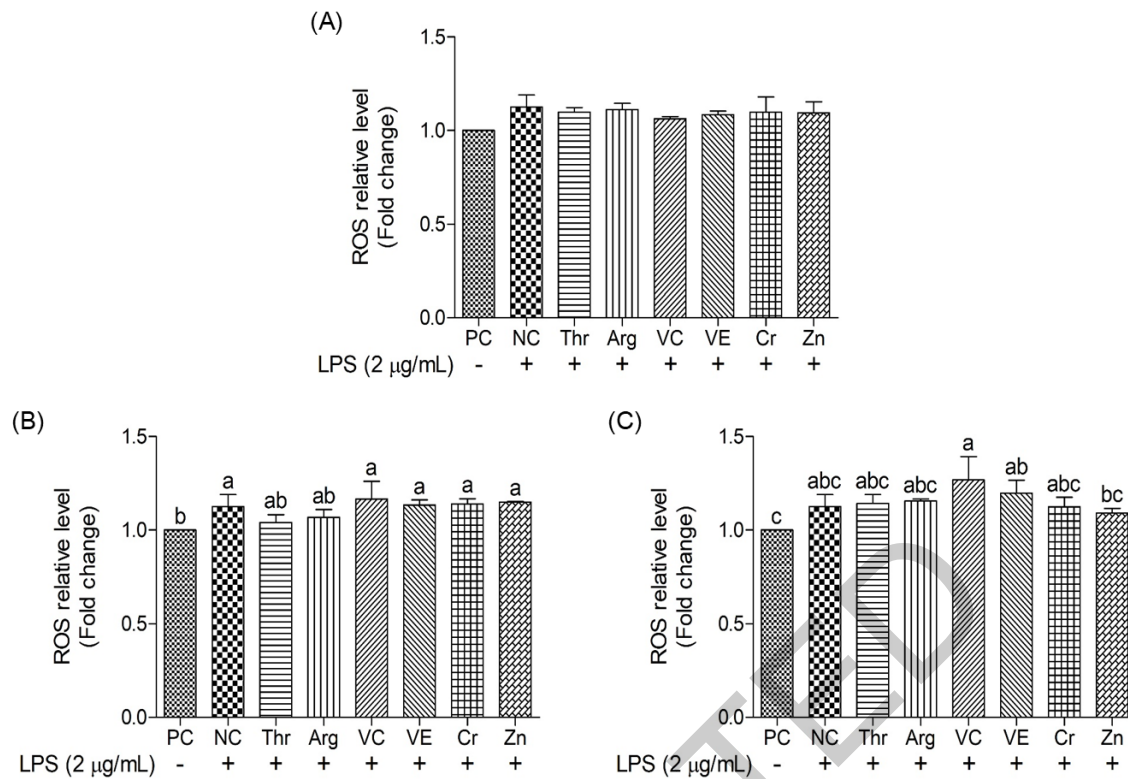 (A)
ROS relative level
(Fold change)
1.5
1.0
0.5
0.0
PC NC Thr Arg VC VE Cr Zn
LPS (2 μg/mL) - + + + + + + +
(B)
ROS relative level
(Fold change)
1.5
1.0
0.5
0.0
b a ab ab a a a a
PC NC Thr Arg VC VE Cr Zn
LPS (2 μg/mL) - + + + + + + +
(C)
ROS relative level
(Fold change)
1.5
1.0
0.5
0.0
c abc abc abc a ab abc bc
PC NC Thr Arg VC VE Cr Zn
LPS (2 μg/mL) - + + + + + + +
TED